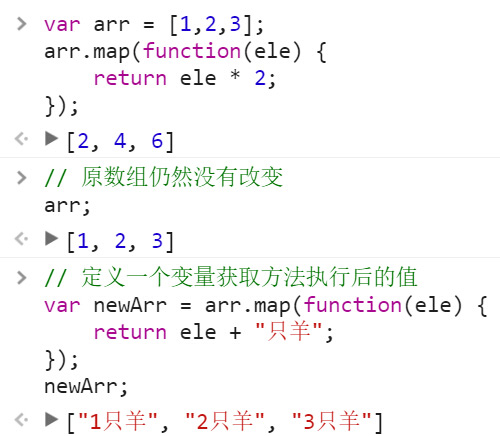 var arr = [1,2,3];
arr.map(function(ele) {
    return ele * 2;
});
[2, 4, 6]
// 原数组仍然没有改变
arr;
[1, 2, 3]
// 定义一个变量获取方法执行后的值
var newArr = arr.map(function(ele) {
    return ele + "只羊";
});
newArr;
["1只羊", "2只羊", "3只羊"]